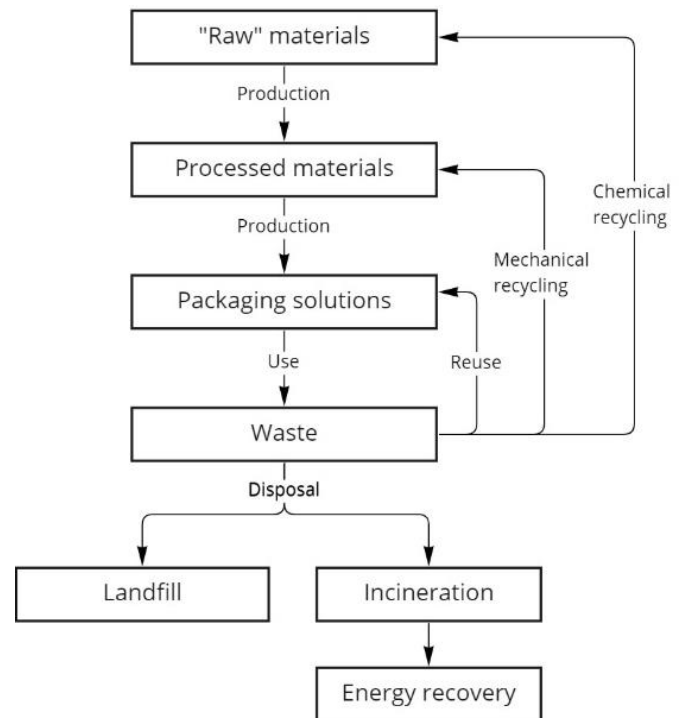 "Raw" materials
Production
Processed materials
Chemical
recycling
Production
Mechanical
recycling
Packaging solutions
Use
Reuse
Waste
Disposal
Landfill
Incineration
Energy recovery